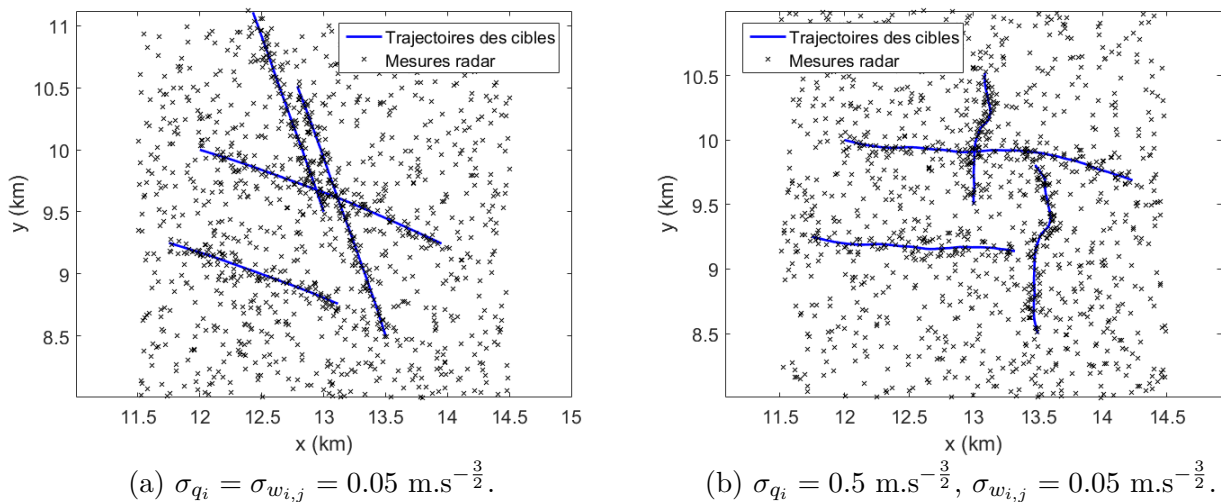 Trajectoires des cibles
Mesures radar
11
10.5
10
9.5
9
8.5
y (km)
11.5 12 12.5 13 13.5 14 14.5 15
x (km)
(a) σ_{q_i} = σ_{w_{i,j}} = 0.05 m.s^{-3/2}.
Trajectoires des cibles
Mesures radar
10.5
10
9.5
9
8.5
y (km)
11.5 12 12.5 13 13.5 14 14.5
x (km)
(b) σ_{q_i} = 0.5 m.s^{-3/2}, σ_{w_{i,j}} = 0.05 m.s^{-3/2}.